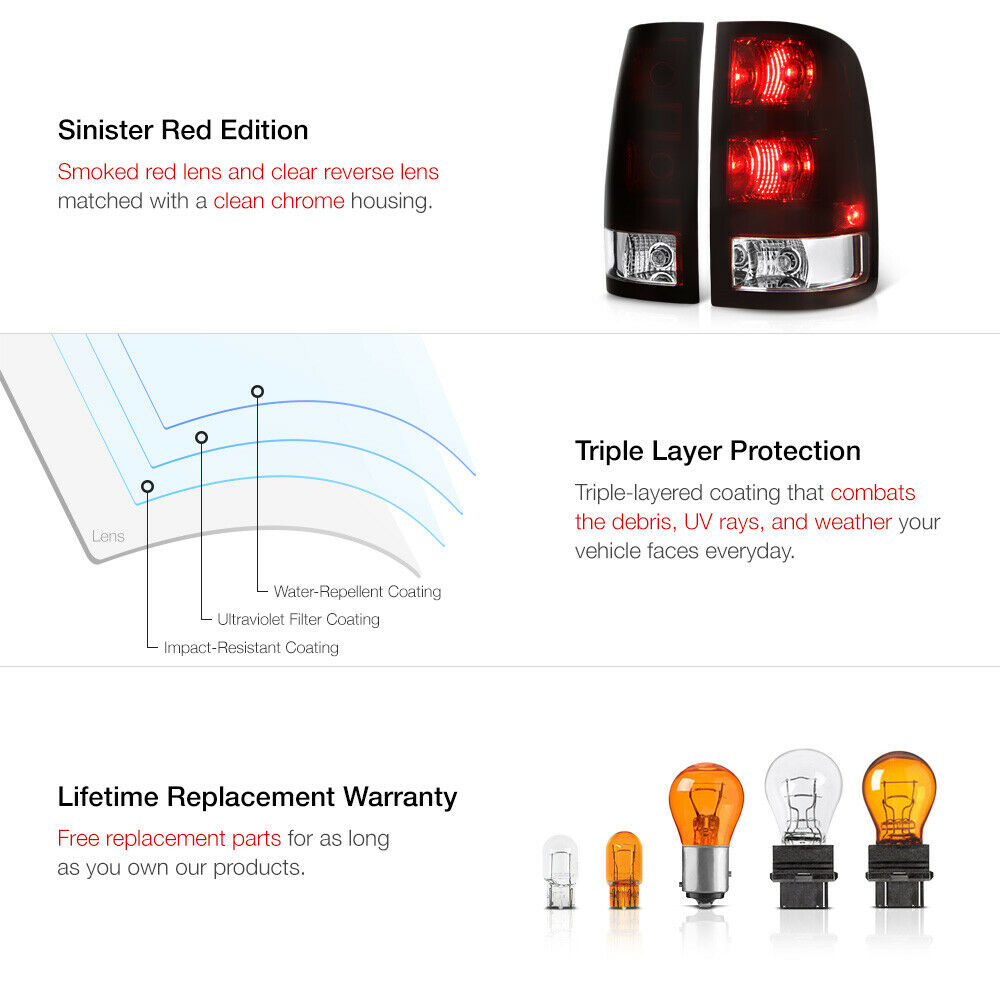 Sinister Red Edition
Smoked red lens and clear reverse lens
matched with a clean chrome housing.
Triple Layer Protection
Triple-layered coating that combats
the debris, UV rays, and weather your
vehicle faces everyday.
Lens
Water-Repellent Coating
Ultraviolet Filter Coating
Impact-Resistant Coating
Lifetime Replacement Warranty
Free replacement parts for as long
as you own our products.